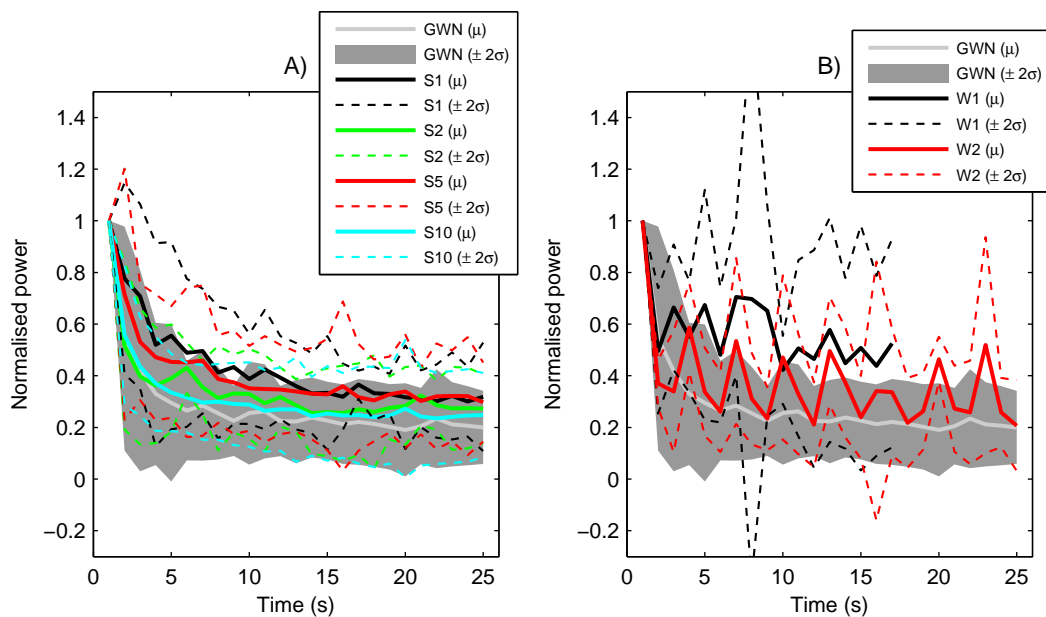 A)
GWN (μ)
GWN (± 2σ)
S1 (μ)
S1 (± 2σ)
S2 (μ)
S2 (± 2σ)
S5 (μ)
S5 (± 2σ)
S10 (μ)
S10 (± 2σ)
1.4
1.2
1
0.8
0.6
0.4
0.2
0
−0.2
Normalised power
0 5 10 15 20 25
Time (s)
B)
GWN (μ)
GWN (± 2σ)
W1 (μ)
W1 (± 2σ)
W2 (μ)
W2 (± 2σ)
1.4
1.2
1
0.8
0.6
0.4
0.2
0
−0.2
Normalised power
0 5 10 15 20 25
Time (s)